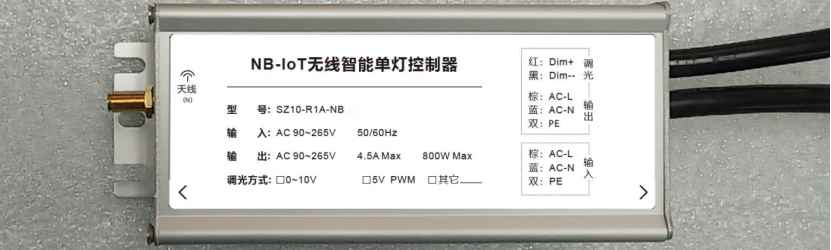 NB-IoT无线智能单灯控制器
天线
(N)
型 号: SZ10-R1A-NB
输 入: AC 90~265V 50/60Hz
输 出: AC 90~265V 4.5A Max 800W Max
调光方式: □0~10V □5V PWM □其它____
红: Dim+
黑: Dim--
调光
棕: AC-L
蓝: AC-N
双: PE
输出
棕: AC-L
蓝: AC-N
双: PE
输入